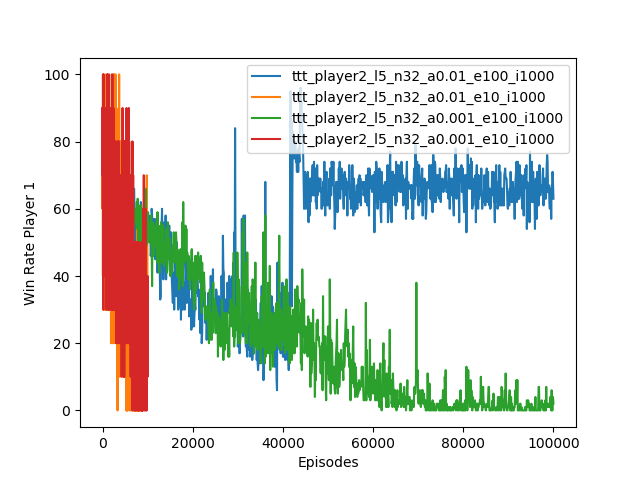 100
80
60
40
20
0
Win Rate Player 1
ttt_player2_l5_n32_a0.01_e100_i1000
ttt_player2_l5_n32_a0.01_e10_i1000
ttt_player2_l5_n32_a0.001_e100_i1000
ttt_player2_l5_n32_a0.001_e10_i1000
0 20000 40000 60000 80000 100000
Episodes